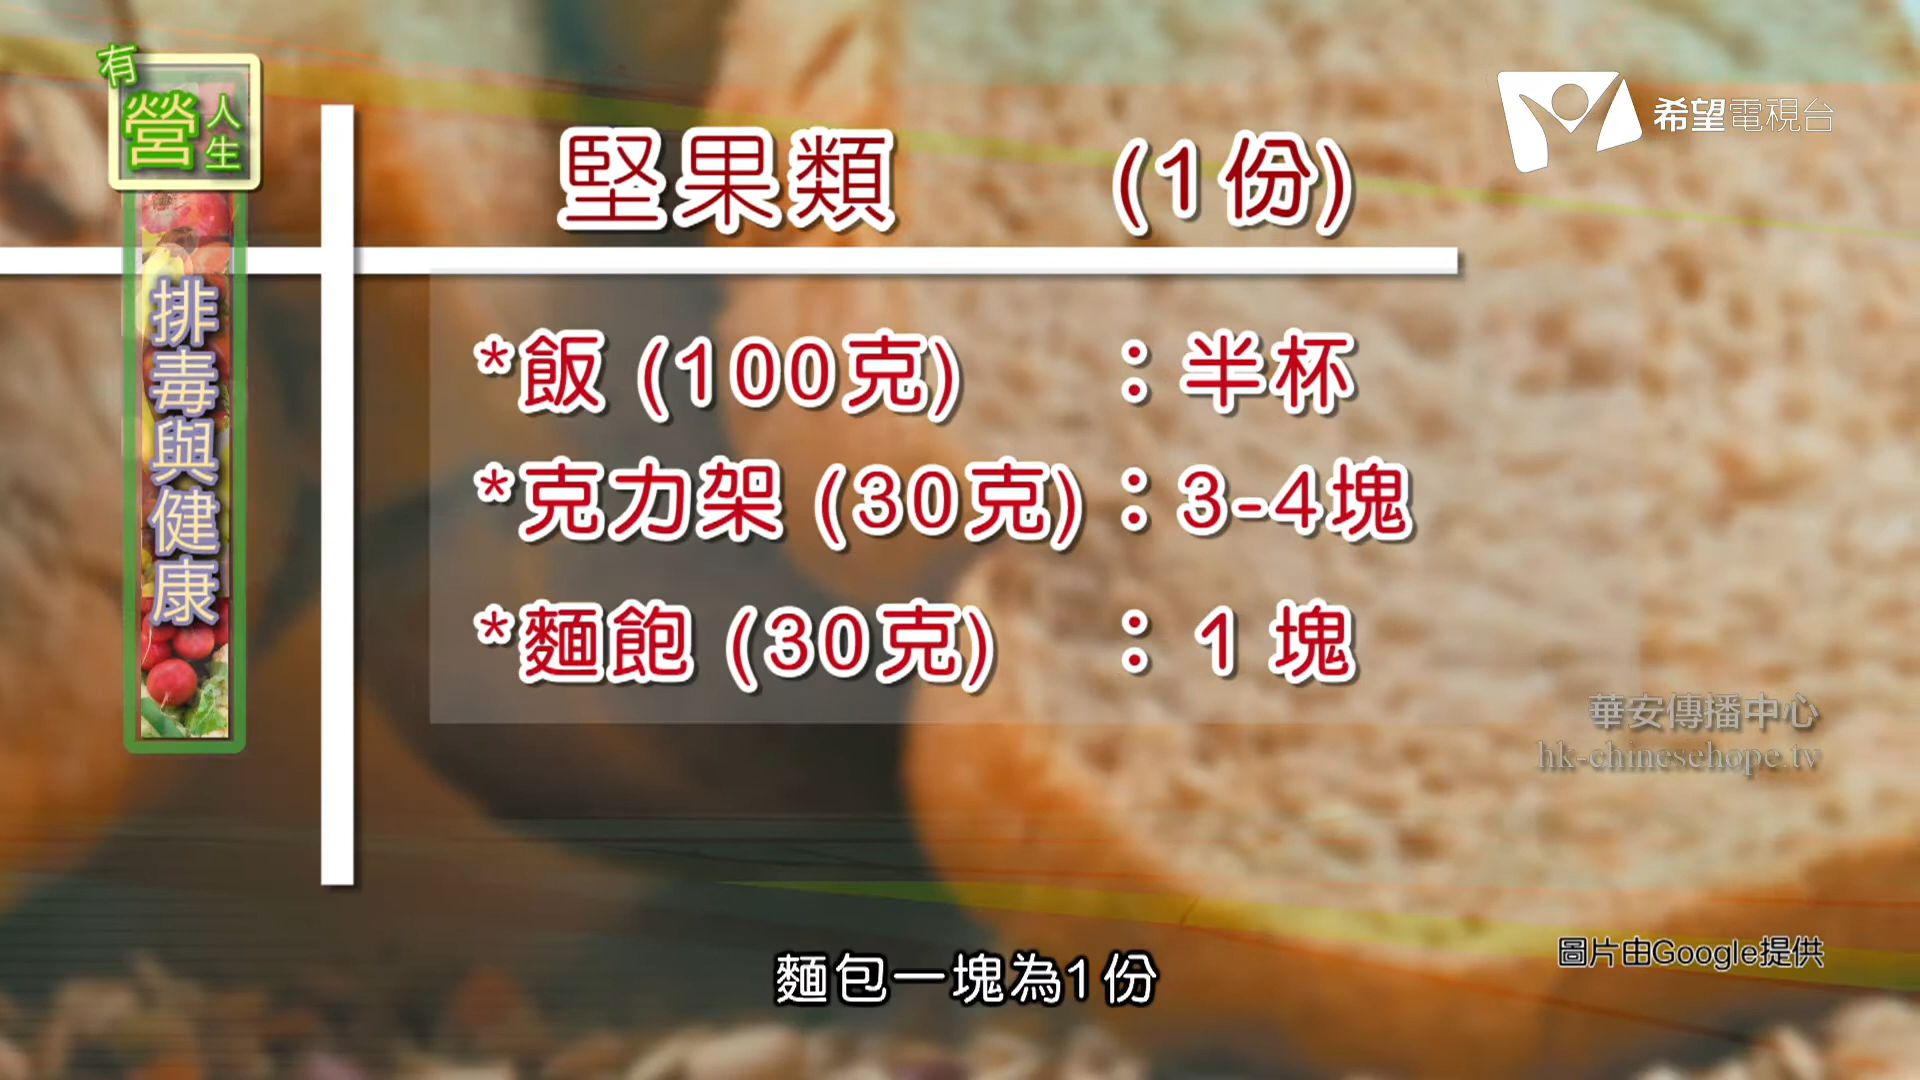 有營人生
希望電視台
排毒與健康
堅果類 (1份)
*飯 (100克) : 半杯
*克力架 (30克) : 3-4塊
*麵飽 (30克) : 1 塊
華安傳播中心
hk-chinesehope.tv
圖片由Google提供
麵包一塊為1份